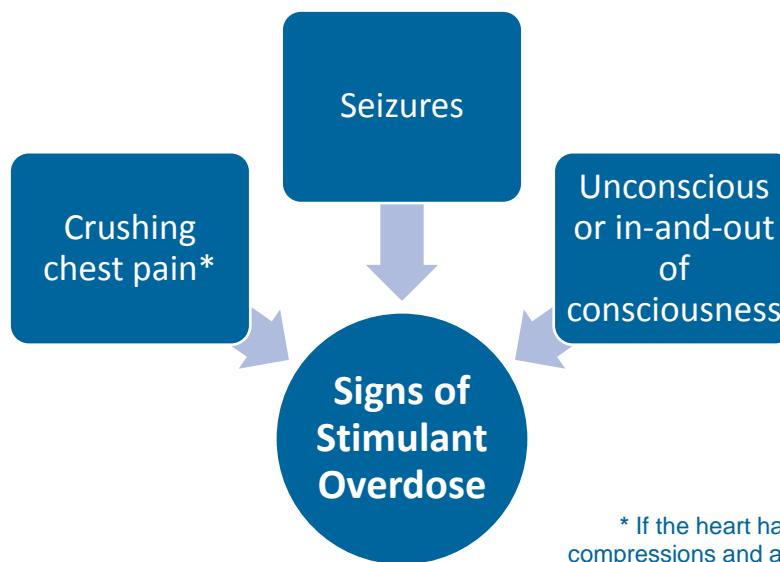 Seizures
Crushing
chest pain*
Unconscious
or in-and-out
of
consciousness
Signs of
Stimulant
Overdose
* If the heart ha
compressions and a